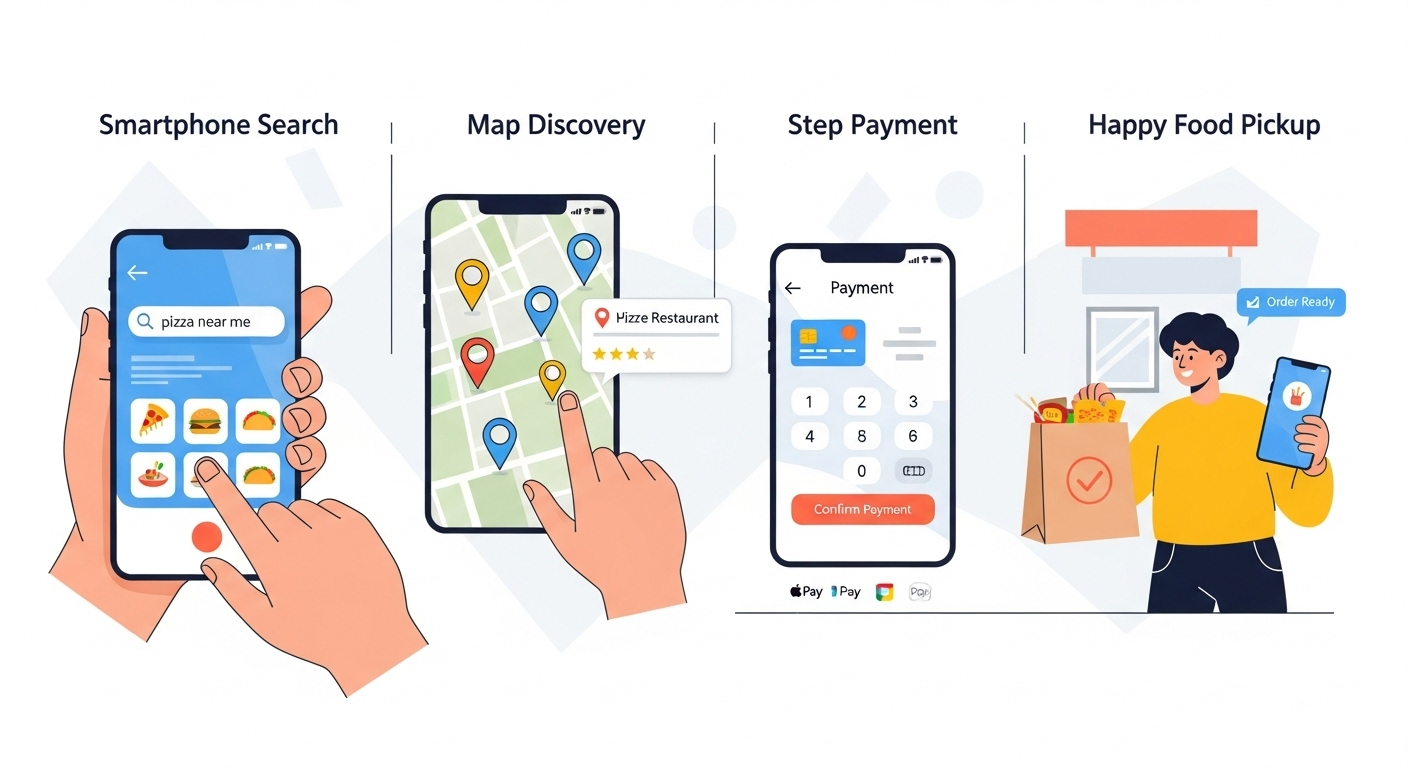 Smartphone Search
Map Discovery
Step Payment
Happy Food Pickup
pizza near me
Hizze Restaurant
Payment
1 2 3
4 8 6
0
Confirm Payment
Pay Pay
Order Ready